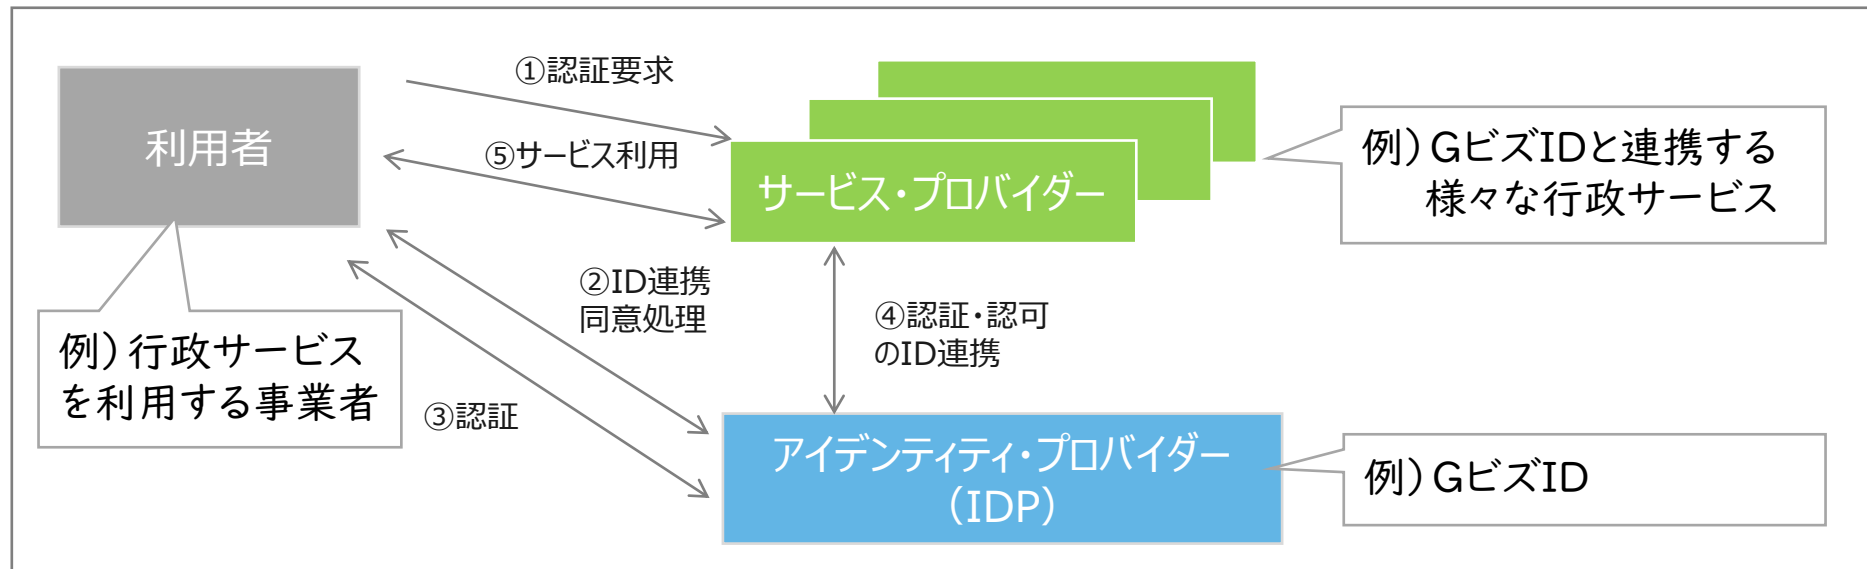 ①認証要求
利用者
⑤サービス利用
サービス・プロバイダー
例）GビズIDと連携する
様々な行政サービス
②ID連携
同意処理
④認証・認可
のID連携
例）行政サービス
を利用する事業者
③認証
アイデンティティ・プロバイダー
（IDP）
例）GビズID